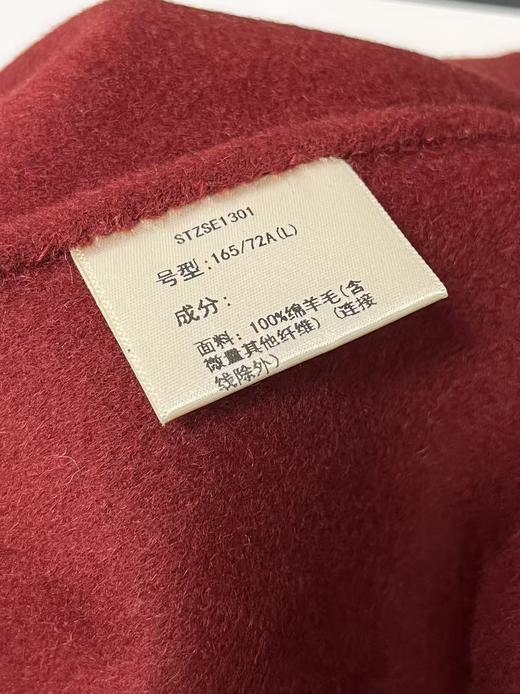 STZSE1301
号型:165/72A(L)
成分:
面料: 100%绵羊毛(含
微量其他纤维) (连接
线除外)